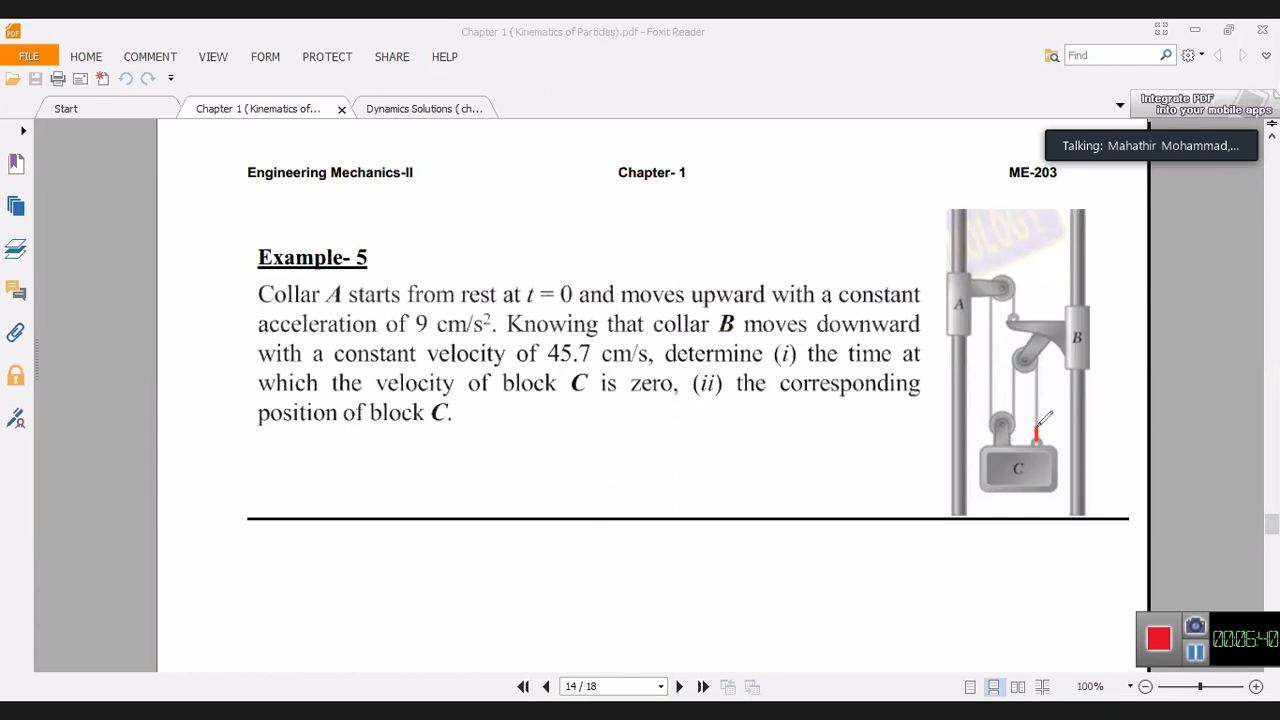 Chapter 1 ( Kinematics of Particles).pdf - Foxit Reader
PDF
FILE HOME COMMENT VIEW FORM PROTECT SHARE HELP
Find
Start Chapter 1 ( Kinematics of... Dynamics Solutions ( ch...
Integrate PDF
into your mobile apps
Talking: Mahathir Mohammad,...
Engineering Mechanics-II Chapter- 1 ME-203
Example- 5
Collar A starts from rest at t = 0 and moves upward with a constant
acceleration of 9 cm/s². Knowing that collar B moves downward
with a constant velocity of 45.7 cm/s, determine (i) the time at
which the velocity of block C is zero, (ii) the corresponding
position of block C.
A
B
C
00:06:40
14 / 18
100%